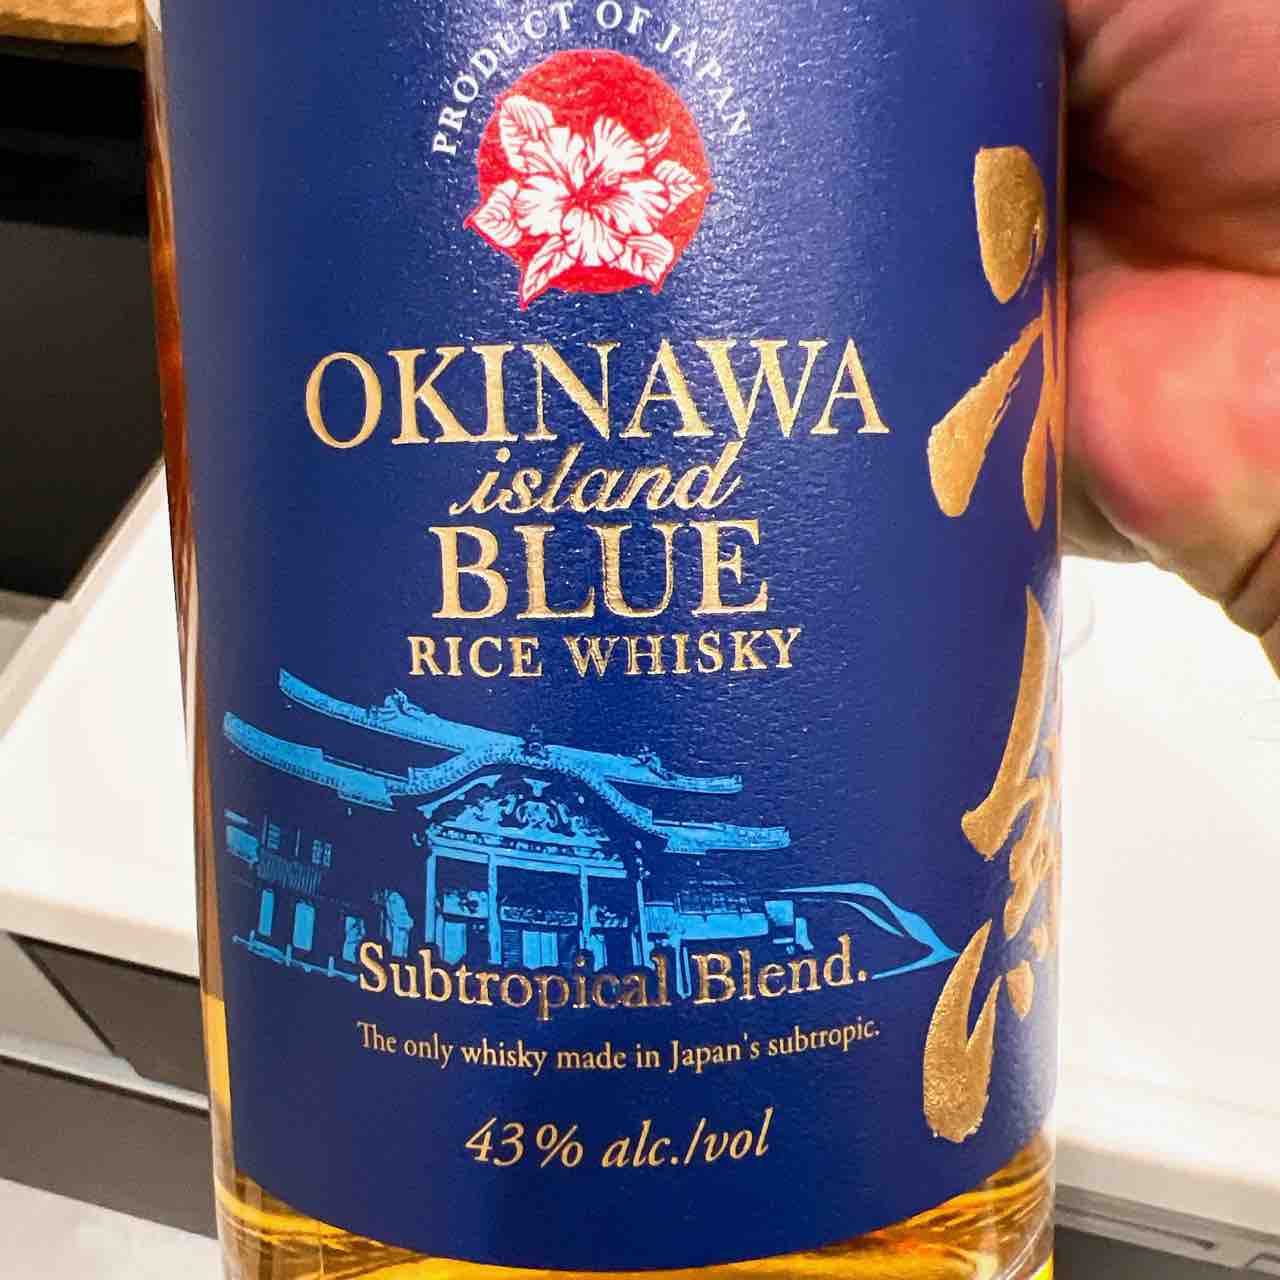 PRODUCT OF JAPAN
OKINAWA
island
BLUE
RICE WHISKY
Subtropical Blend.
The only whisky made in Japan's subtropic.
43% alc./vol